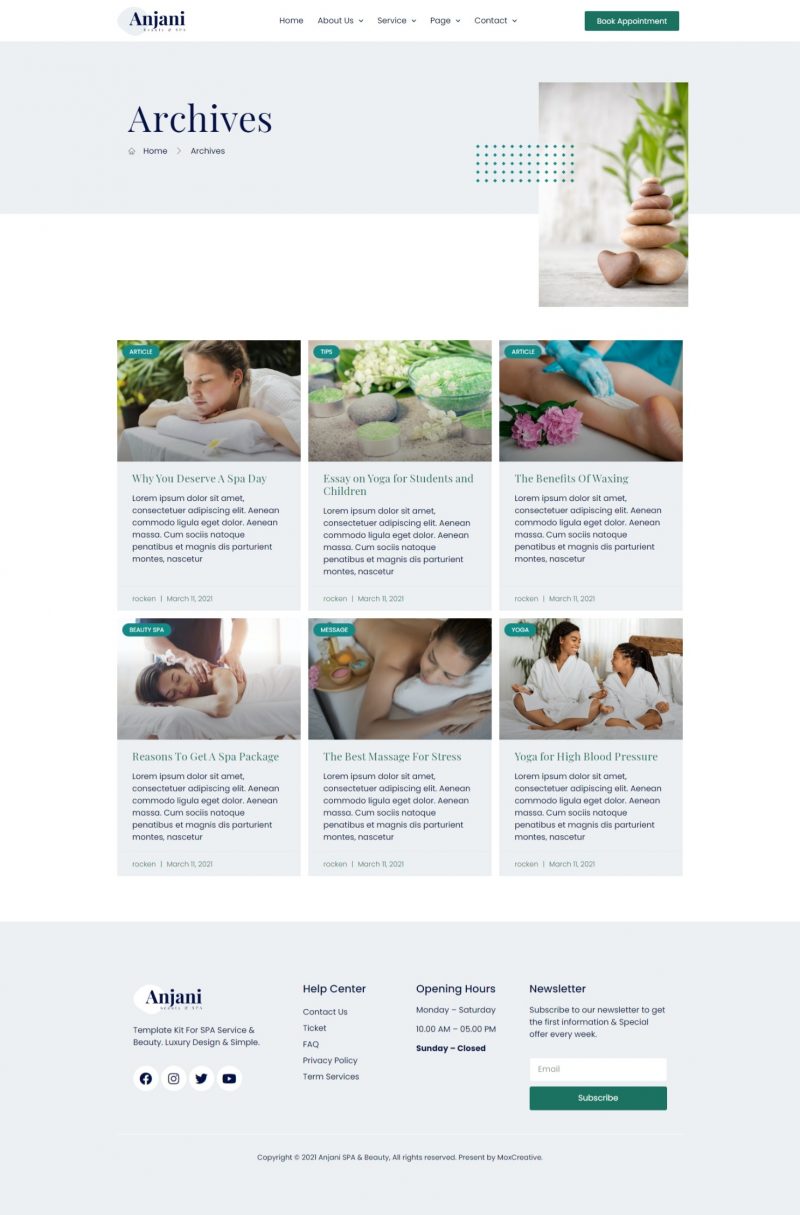 Anjani
Beauty & SPA
Home About Us Service Page Contact
Book Appointment
Archives
Home Archives
ARTICLE
TIPS
ARTICLE
Why You Deserve A Spa Day
Lorem ipsum dolor sit amet,
consectetuer adipiscing elit. Aenean
commodo ligula eget dolor. Aenean
massa. Cum sociis natoque
penatibus et magnis dis parturient
montes, nascetur
rocken | March 11, 2021
Essay on Yoga for Students and
Children
Lorem ipsum dolor sit amet,
consectetuer adipiscing elit. Aenean
commodo ligula eget dolor. Aenean
massa. Cum sociis natoque
penatibus et magnis dis parturient
montes, nascetur
rocken | March 11, 2021
The Benefits Of Waxing
Lorem ipsum dolor sit amet,
consectetuer adipiscing elit. Aenean
commodo ligula eget dolor. Aenean
massa. Cum sociis natoque
penatibus et magnis dis parturient
montes, nascetur
rocken | March 11, 2021
BEAUTY SPA
MESSAGE
YOGA
Reasons To Get A Spa Package
Lorem ipsum dolor sit amet,
consectetuer adipiscing elit. Aenean
commodo ligula eget dolor. Aenean
massa. Cum sociis natoque
penatibus et magnis dis parturient
montes, nascetur
rocken | March 11, 2021
The Best Massage For Stress
Lorem ipsum dolor sit amet,
consectetuer adipiscing elit. Aenean
commodo ligula eget dolor. Aenean
massa. Cum sociis natoque
penatibus et magnis dis parturient
montes, nascetur
rocken | March 11, 2021
Yoga for High Blood Pressure
Lorem ipsum dolor sit amet,
consectetuer adipiscing elit. Aenean
commodo ligula eget dolor. Aenean
massa. Cum sociis natoque
penatibus et magnis dis parturient
montes, nascetur
rocken | March 11, 2021
Anjani
Beauty & SPA
Template Kit For SPA Service &
Beauty. Luxury Design & Simple.
Help Center
Contact Us
Ticket
FAQ
Privacy Policy
Term Services
Opening Hours
Monday – Saturday
10.00 AM – 05.00 PM
Sunday – Closed
Newsletter
Subscribe to our newsletter to get
the first information & Special
offer every week.
Email
Subscribe
Copyright © 2021 Anjani SPA & Beauty, All rights reserved. Present by MoxCreative.